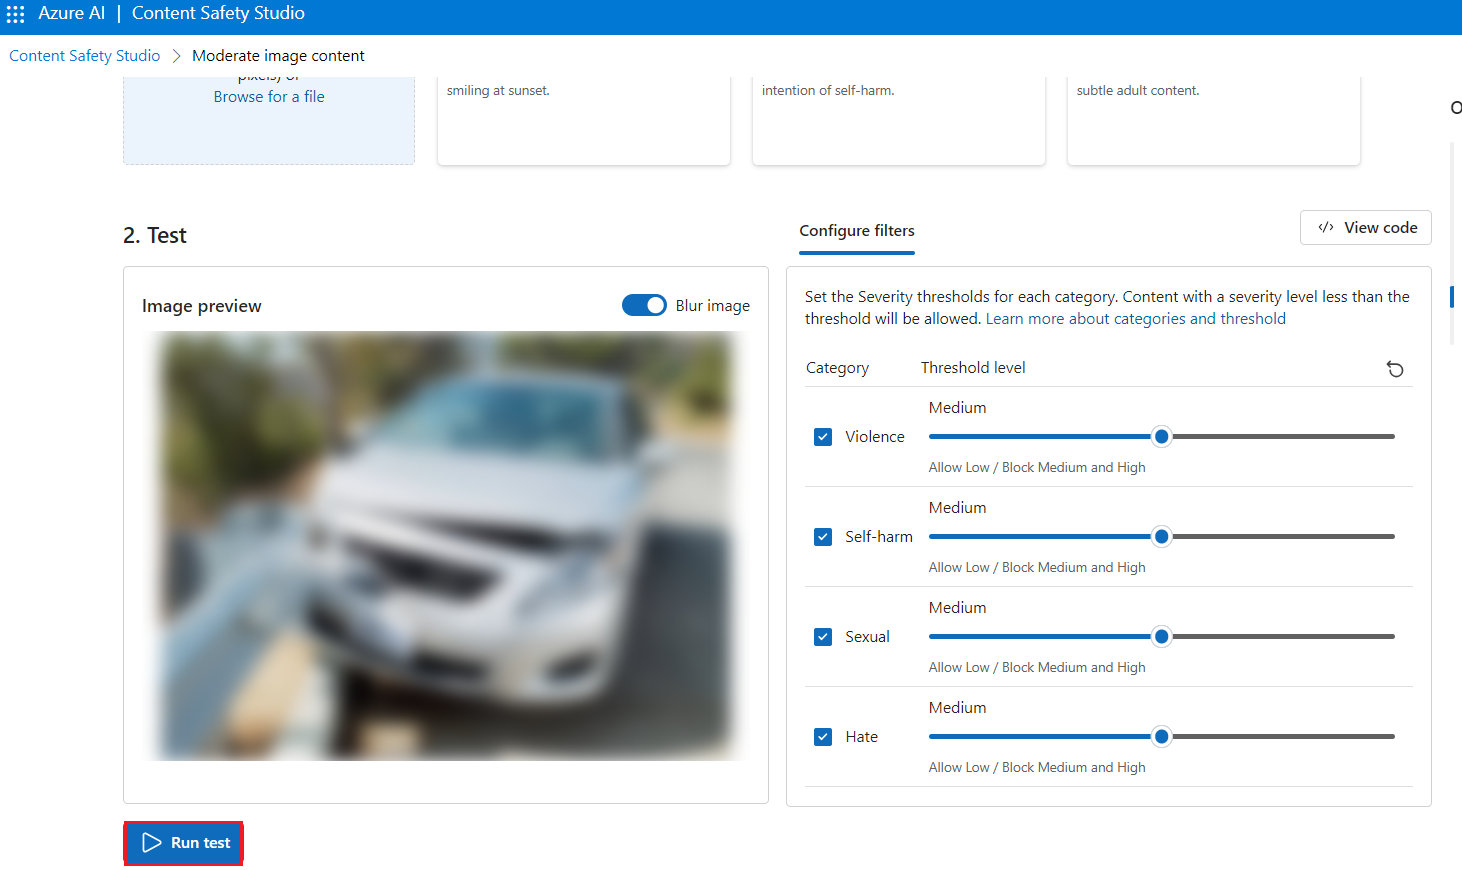 Azure AI | Content Safety Studio
Content Safety Studio > Moderate image content
pixels) or
Browse for a file
smiling at sunset.
intention of self-harm.
subtle adult content.
2. Test
Configure filters
View code
Image preview
Blur image
Set the Severity thresholds for each category. Content with a severity level less than the
threshold will be allowed. Learn more about categories and threshold
Category Threshold level
Medium
Violence
Allow Low / Block Medium and High
Medium
Self-harm
Allow Low / Block Medium and High
Medium
Sexual
Allow Low / Block Medium and High
Medium
Hate
Allow Low / Block Medium and High
Run test